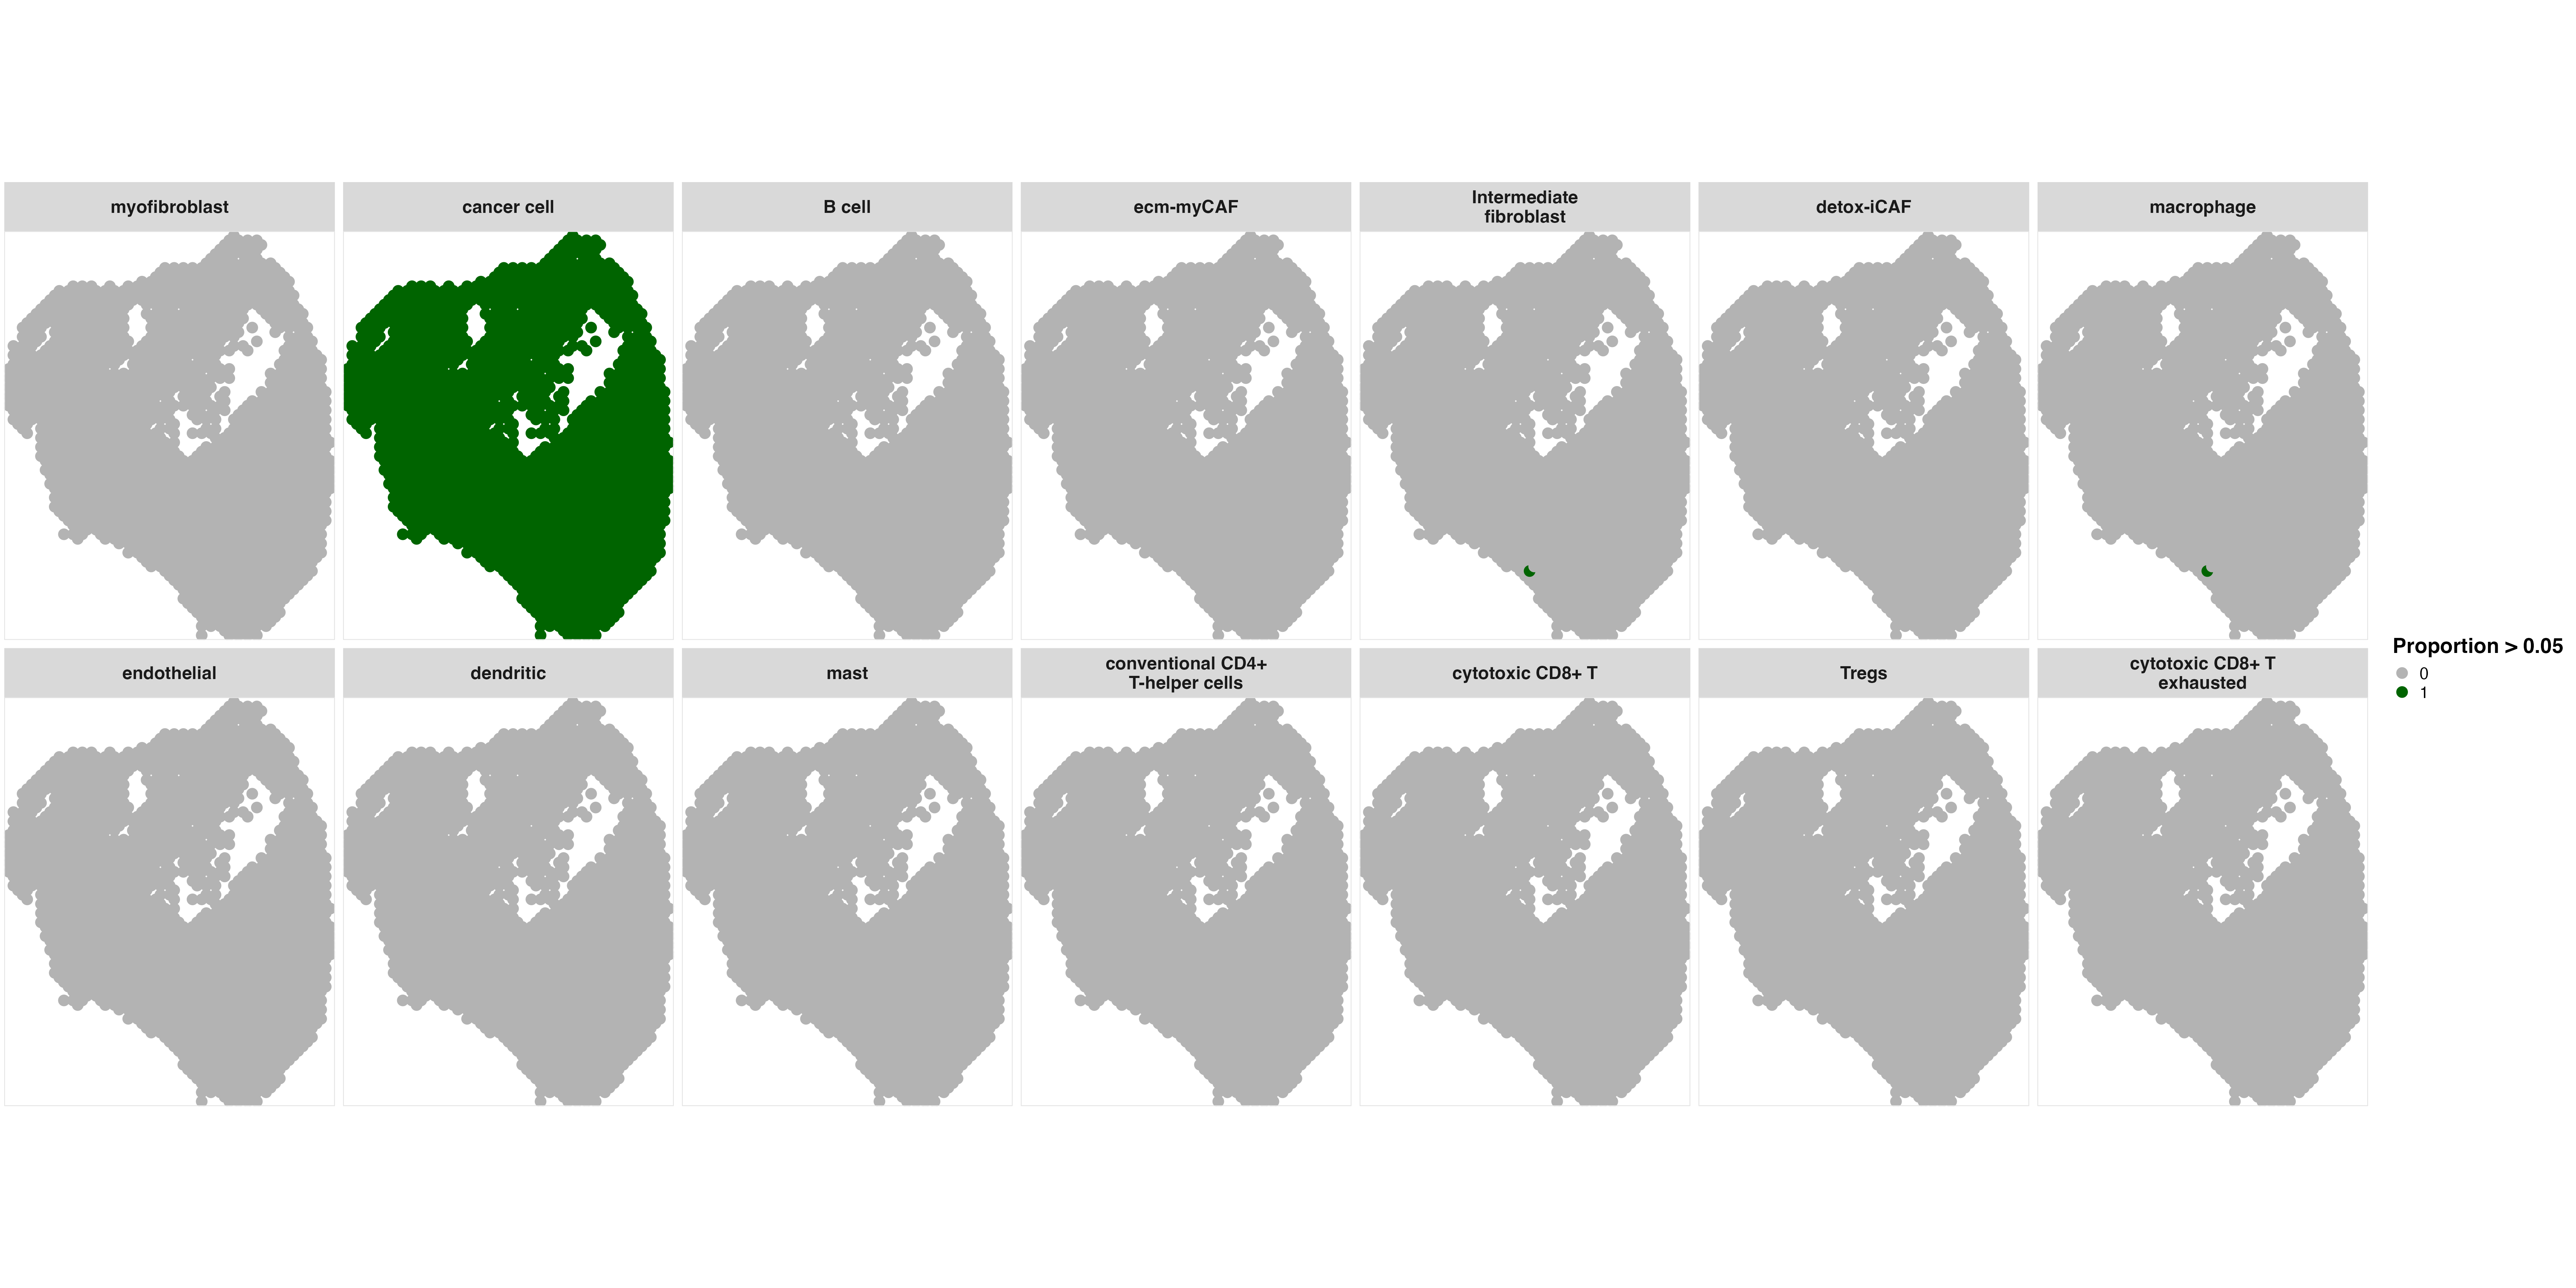 myofibroblast
cancer cell
B cell
ecm-myCAF
Intermediate
fibroblast
detox-iCAF
macrophage
endothelial
dendritic
mast
conventional CD4+
T-helper cells
cytotoxic CD8+ T
Tregs
cytotoxic CD8+ T
exhausted
Proportion > 0.05
0
1